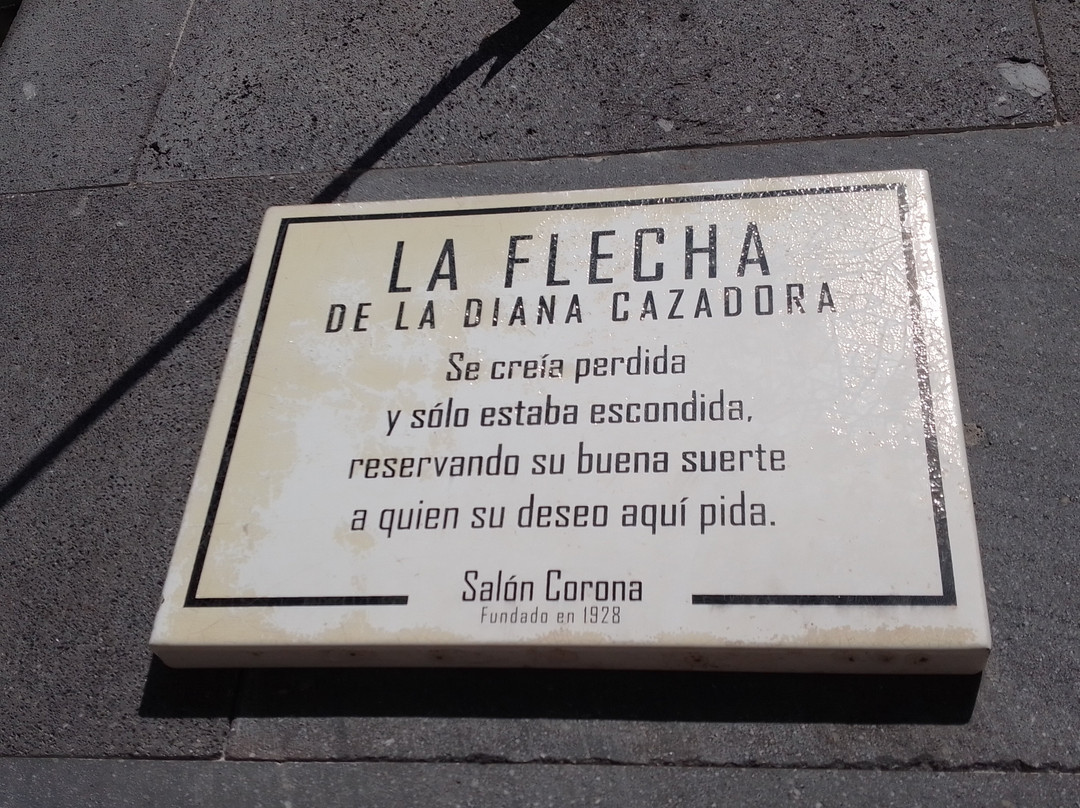 LA FLECHA
DE LA DIANA CAZADORA
Se creía perdida
y sólo estaba escondida,
reservando su buena suerte
a quien su deseo aquí pida.
Salón Corona
Fundado en 1928